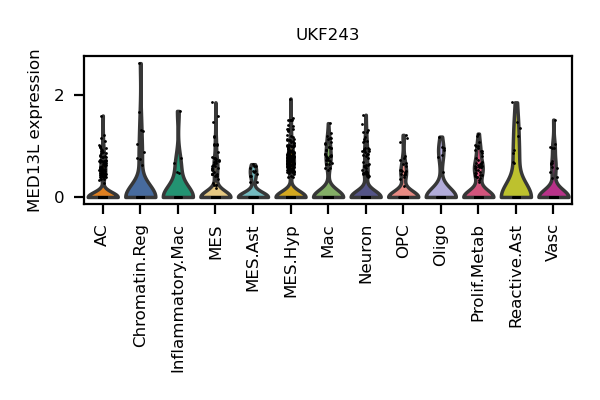 UKF243
MED13L expression
2
0
AC
Chromatin.Reg
Inflammatory.Mac
MES
MES.Ast
MES.Hyp
Mac
Neuron
OPC
Oligo
Prolif.Metab
Reactive.Ast
Vasc